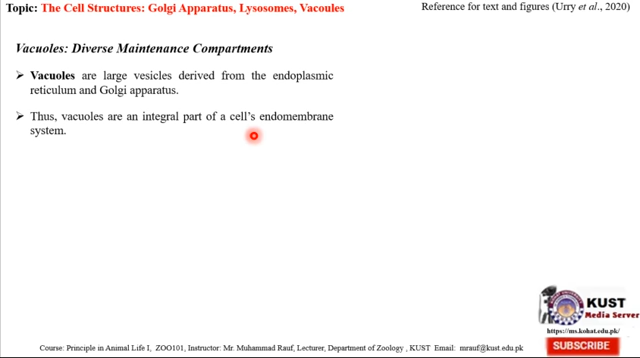 Topic: The Cell Structures: Golgi Apparatus, Lysosomes, Vacoules
Reference for text and figures (Urry et al., 2020)
Vacuoles: Diverse Maintenance Compartments
➢ Vacuoles are large vesicles derived from the endoplasmic
reticulum and Golgi apparatus.
➢ Thus, vacuoles are an integral part of a cell’s endomembrane
system.
KUST
Media Server
https://ms.kohat.edu.pk/
SUBSCRIBE
Course: Principle in Animal Life I, ZOO101, Instructor: Mr. Muhammad Rauf, Lecturer, Department of Zoology , KUST Email: mrauf@kust.edu.pk